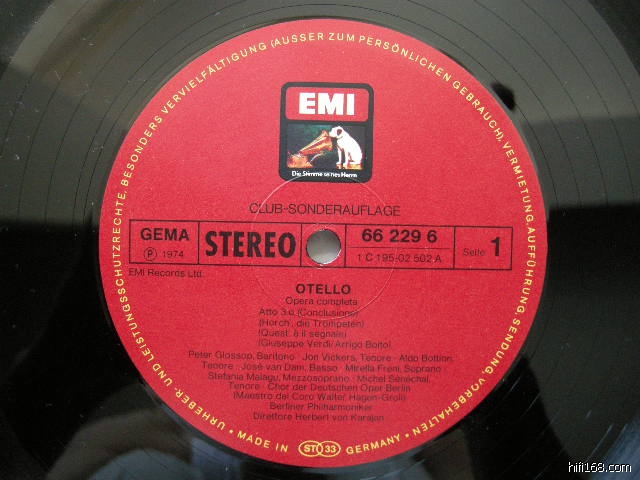 URHEBER- UND LEISTUNGSSCHUTZRECHTE, BESONDERS VERVIELFÄLTIGUNG (AUSSER ZUM PERSÖNLICHEN GEBRAUCH), VERMIETUNG, AUFFÜHRUNG, SENDUNG, VORBEHALTEN
EMI
Die Stimme seines Herrn
CLUB-SONDERAUFLAGE
GEMA
℗ 1974
STEREO
66 229 6
1 C 195-02 502 A
Seite 1
EMI Records Ltd.
OTELLO
Opera completa
Atto 3.o (Conclusione)
(Horch', die Trompeten)
(Quest' è il segnale)
(Giuseppe Verdi/Arrigo Boito)
Peter Glossop, Baritono · Jon Vickers, Tenore · Aldo Bottion,
Tenore · José van Dam, Basso · Mirella Freni, Soprano ·
Stefania Malagu, Mezzosoprano · Michel Sénéchal,
Tenore · Chor der Deutschen Oper Berlin
(Maestro del Coro Walter Hagen-Groll)
Berliner Philharmoniker
Direttore Herbert von Karajan
• MADE IN ST 33 GERMANY •
hifi168.com